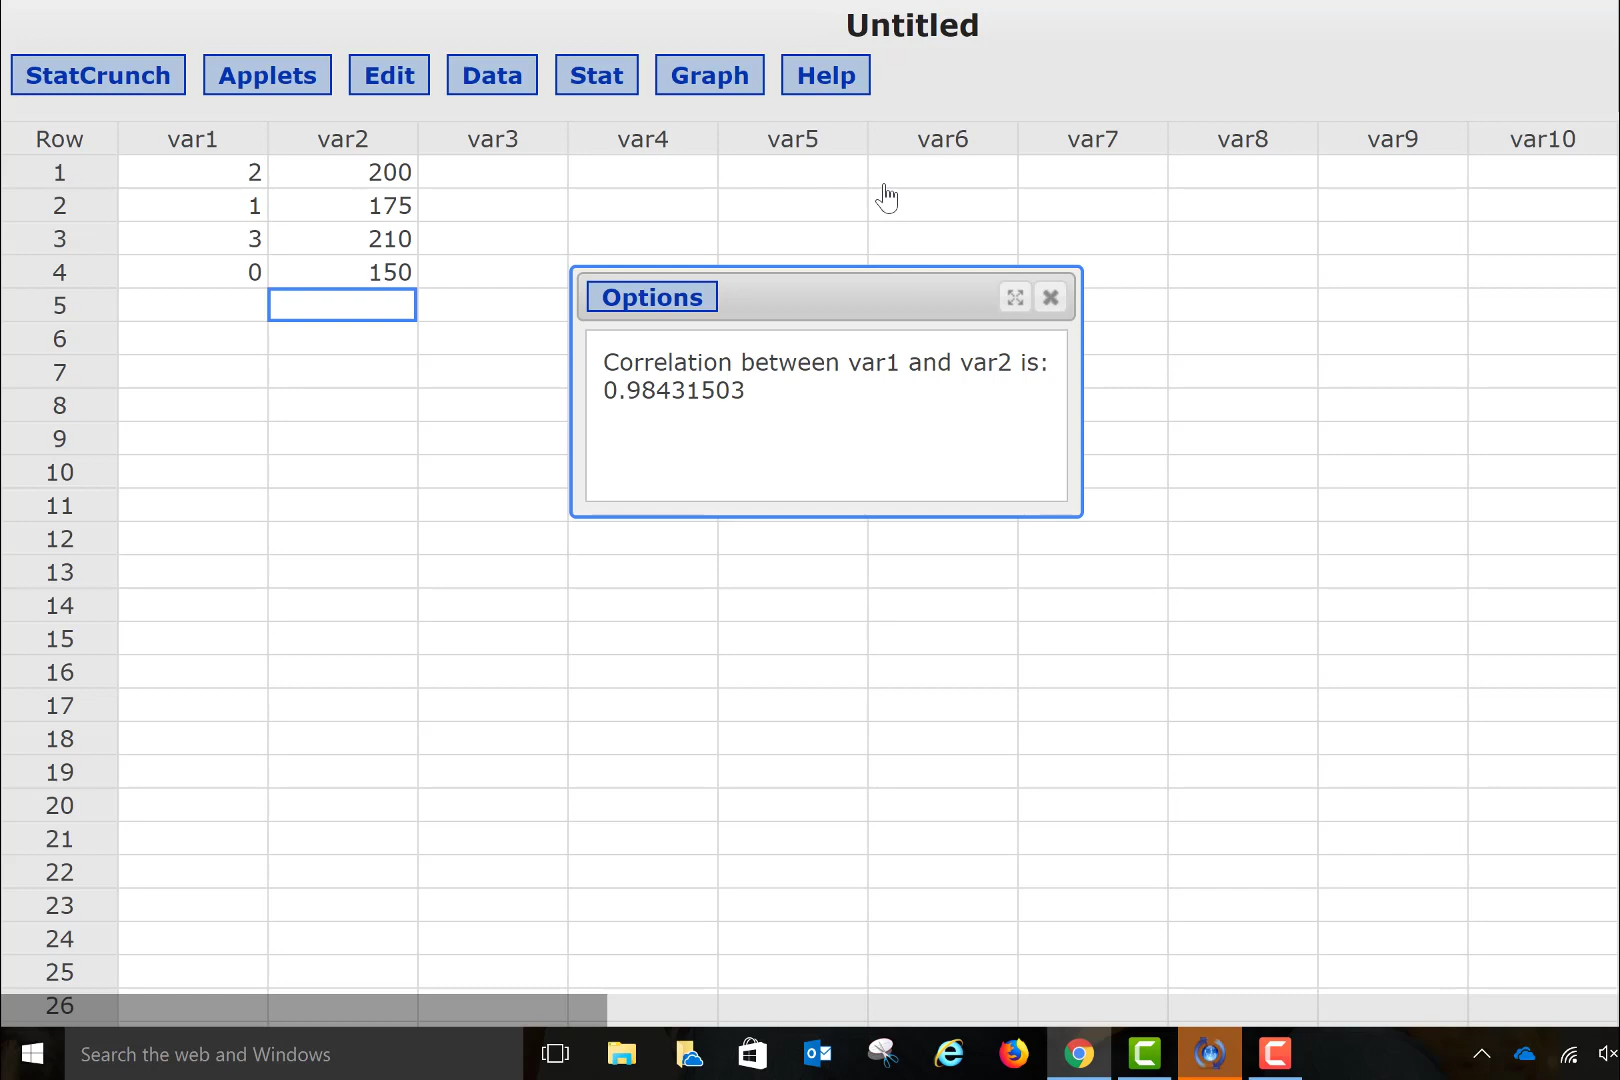 Untitled
StatCrunch Applets Edit Data Stat Graph Help
Row var1 var2 var3 var4 var5 var6 var7 var8 var9 var10
1 2 200
2 1 175
3 3 210
4 0 150
5
Options
Correlation between var1 and var2 is:
0.98431503
6
7
8
9
10
11
12
13
14
15
16
17
18
19
20
21
22
23
24
25
26
Search the web and Windows